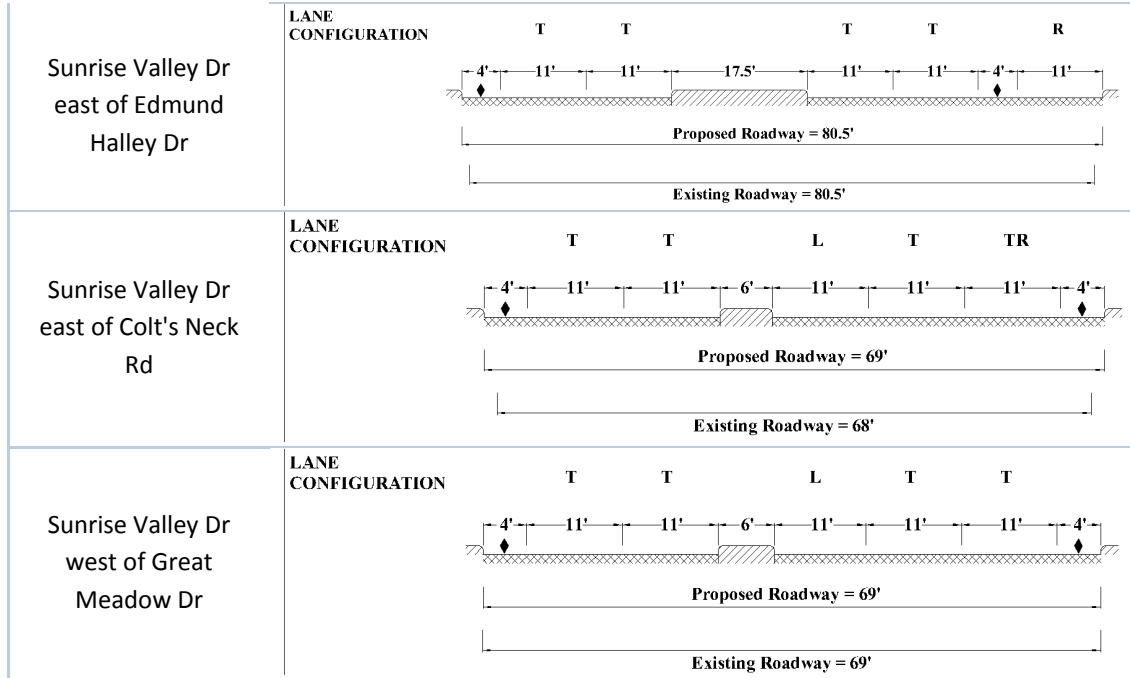 Sunrise Valley Dr
east of Edmund
Halley Dr
LANE
CONFIGURATION
T T T T R
4' 11' 11' 17.5' 11' 11' 4' 11'
Proposed Roadway = 80.5'
Existing Roadway = 80.5'
Sunrise Valley Dr
east of Colt's Neck
Rd
LANE
CONFIGURATION
T T L T TR
4' 11' 11' 6' 11' 11' 11' 4'
Proposed Roadway = 69'
Existing Roadway = 68'
Sunrise Valley Dr
west of Great
Meadow Dr
LANE
CONFIGURATION
T T L T T
4' 11' 11' 6' 11' 11' 11' 4'
Proposed Roadway = 69'
Existing Roadway = 69'